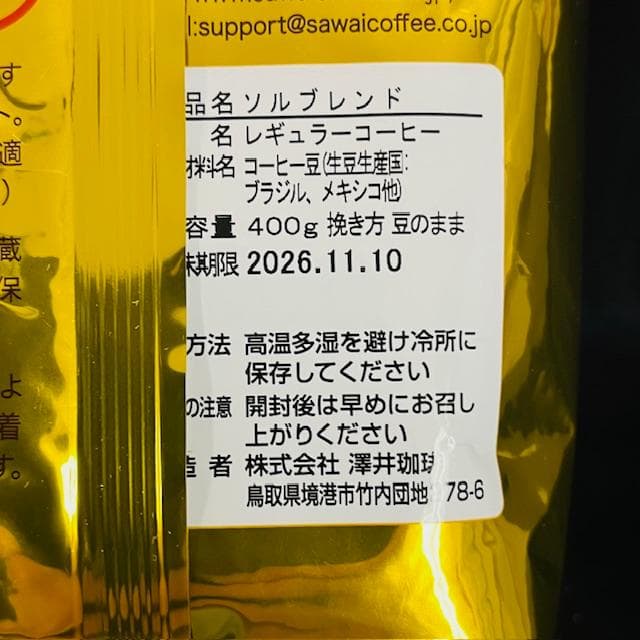 l:support@sawaicoffee.co.jp
品名 ソルブレンド
名 レギュラーコーヒー
材料名 コーヒー豆(生豆生産国:
ブラジル、メキシコ他)
容量 400g 挽き方 豆のまま
味期限 2026.11.10
方法 高温多湿を避け冷所に
保存してください
の注意 開封後は早めにお召し
上がりください
造者 株式会社 澤井珈琲
鳥取県境港市竹内団地 78-6
す
ト。
適
)
蔵
保
よ
着
す。